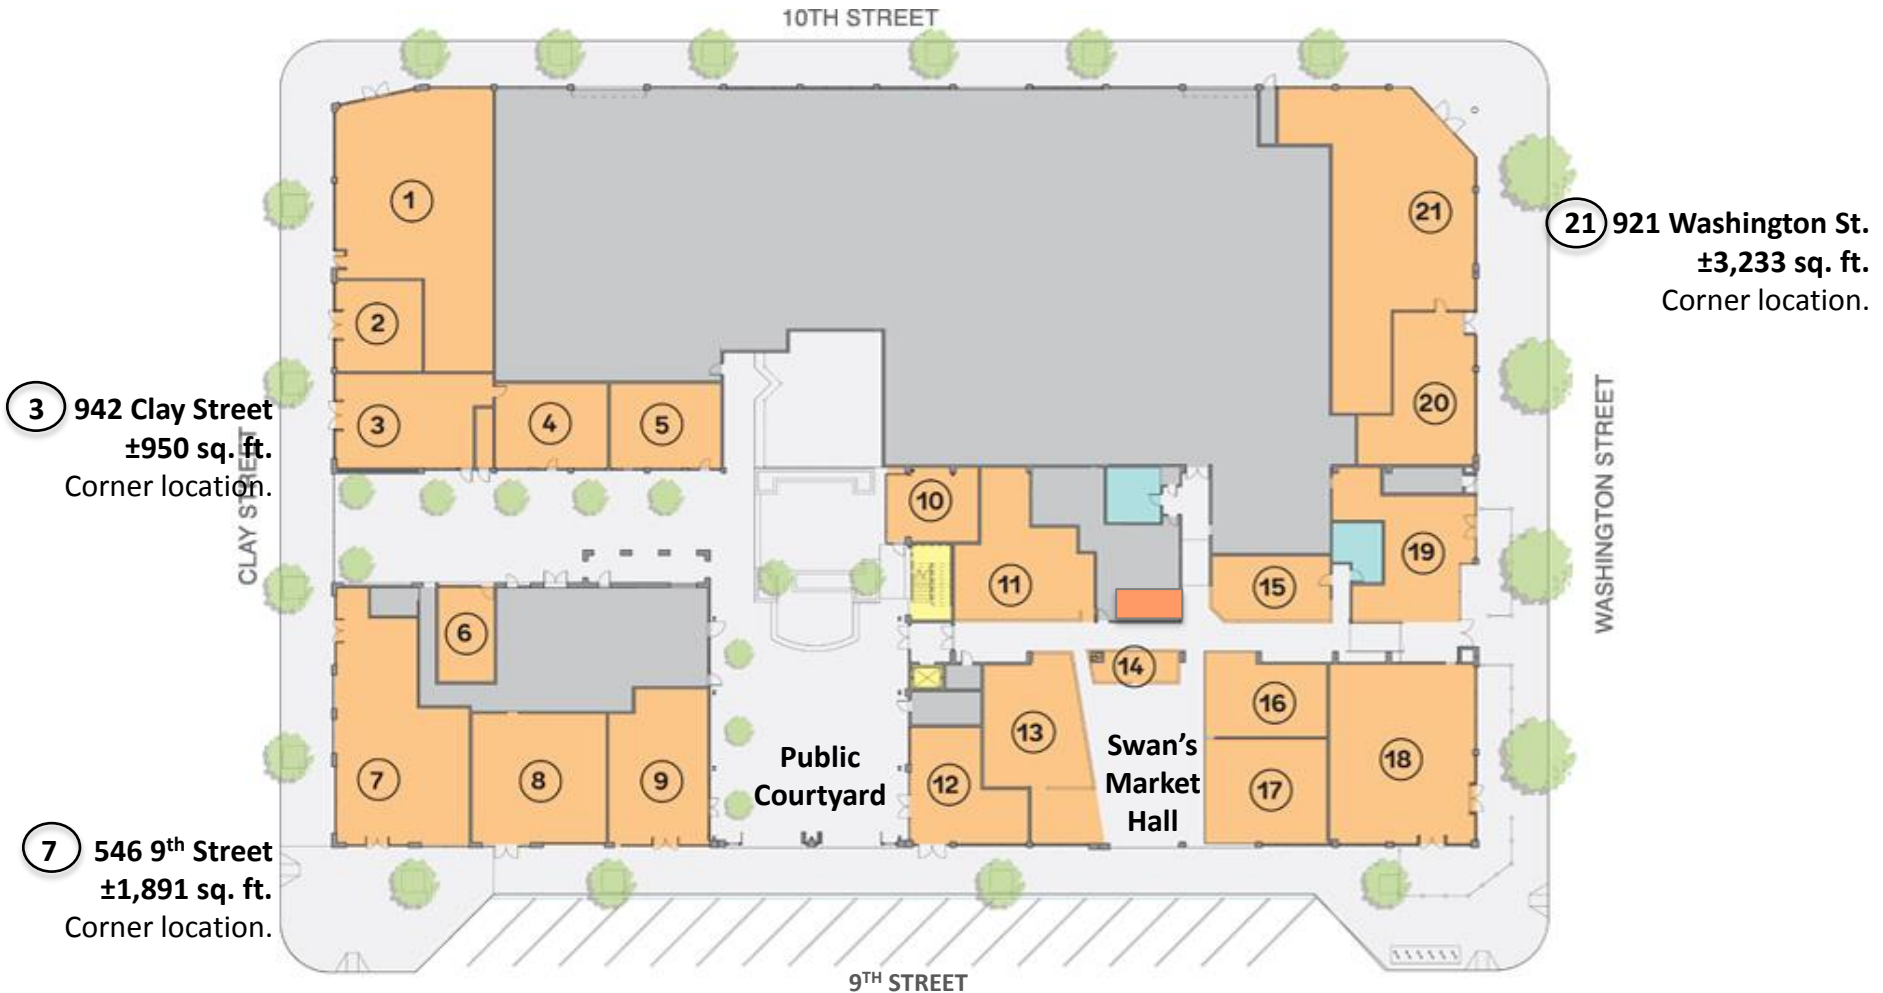 10TH STREET
1
21
21 921 Washington St.
±3,233 sq. ft.
Corner location.
2
3 942 Clay Street
±950 sq. ft.
Corner location.
3
4
5
20
CLAY STREET
WASHINGTON STREET
10
11
15
19
6
14
16
13
18
7
8
9
Public
Courtyard
12
Swan's
Market
Hall
17
7 546 9th Street
±1,891 sq. ft.
Corner location.
9TH STREET